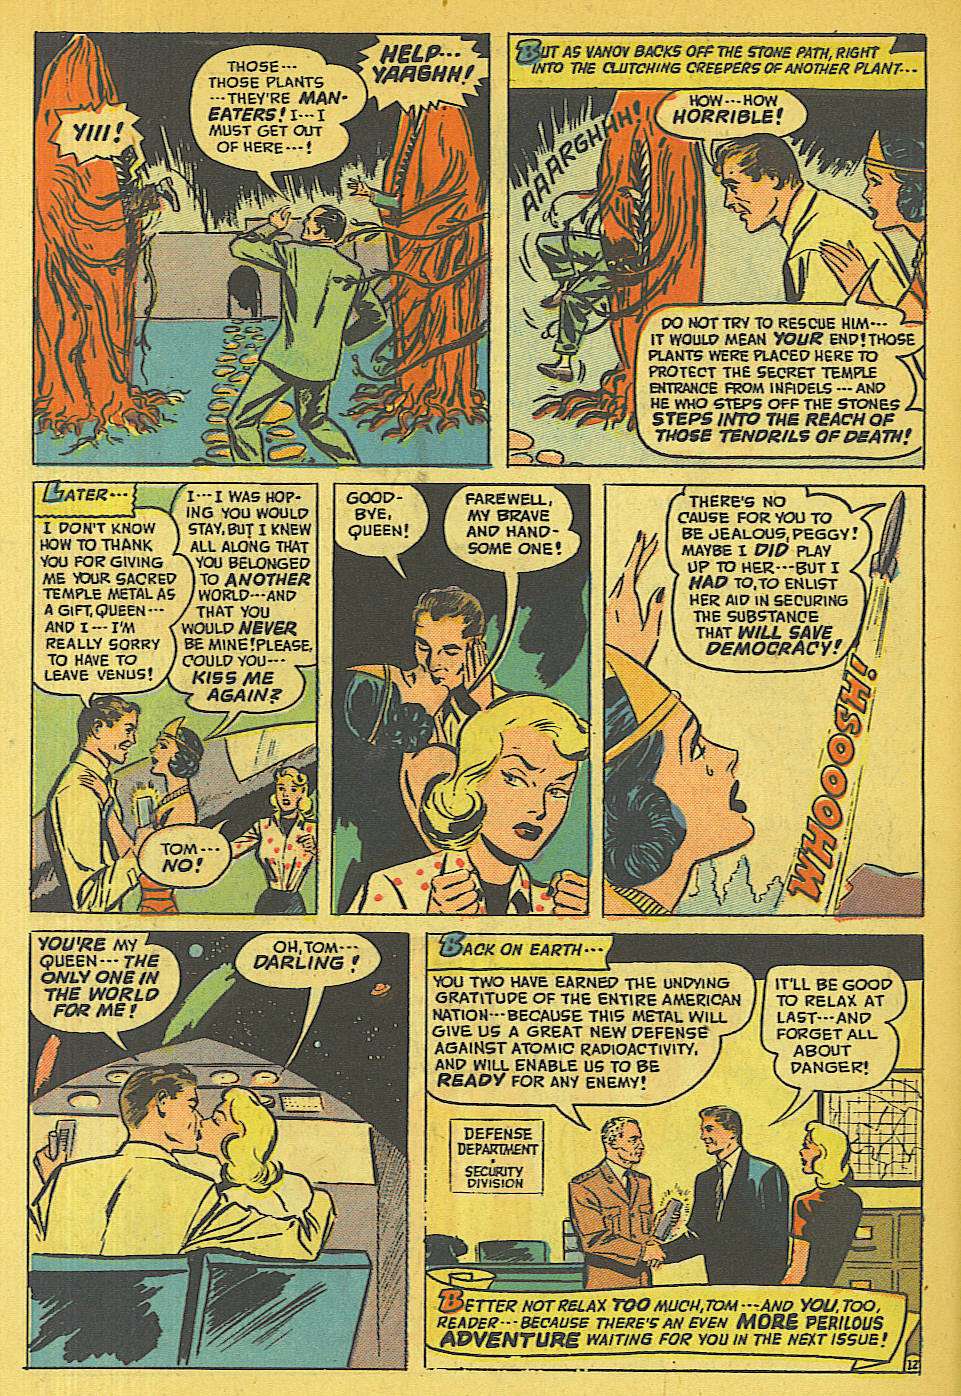 YIII!
THOSE---
THOSE PLANTS
---THEY'RE MAN-
EATERS! I---I
MUST GET OUT
OF HERE---!
HELP---
YARGHH!
BUT AS VANOV BACKS OFF THE STONE PATH, RIGHT
INTO THE CLUTCHING CREEPERS OF ANOTHER PLANT---
AAARGHHH!
HOW---HOW
HORRIBLE!
DO NOT TRY TO RESCUE HIM---
IT WOULD MEAN YOUR END! THOSE
PLANTS WERE PLACED HERE TO
PROTECT THE SECRET TEMPLE
ENTRANCE FROM INFIDELS---AND
HE WHO STEPS OFF THE STONES
STEPS INTO THE REACH OF
THOSE TENDRILS OF DEATH!
LATER---
I DON'T KNOW
HOW TO THANK
YOU FOR GIVING
ME YOUR SACRED
TEMPLE METAL AS
A GIFT, QUEEN---
AND I---I'M
REALLY SORRY
TO HAVE TO
LEAVE VENUS!
I---I WAS HOP-
ING YOU WOULD
STAY, BUT I KNEW
ALL ALONG THAT
YOU BELONGED
TO ANOTHER
WORLD---AND
THAT YOU
WOULD NEVER
BE MINE! PLEASE,
COULD YOU---
KISS ME
AGAIN?
TOM---
NO!
GOOD-
BYE,
QUEEN!
FAREWELL,
MY BRAVE
AND HAND-
SOME ONE!
THERE'S NO
CAUSE FOR YOU TO
BE JEALOUS, PEGGY!
MAYBE I DID PLAY
UP TO HER---BUT I
HAD TO, TO ENLIST
HER AID IN SECURING
THE SUBSTANCE
THAT WILL SAVE
DEMOCRACY!
WHOOOOSH!
YOU'RE MY
QUEEN---THE
ONLY ONE IN
THE WORLD
FOR ME!
OH, TOM---
DARLING!
BACK ON EARTH---
YOU TWO HAVE EARNED THE UNDYING
GRATITUDE OF THE ENTIRE AMERICAN
NATION---BECAUSE THIS METAL WILL
GIVE US A GREAT NEW DEFENSE
AGAINST ATOMIC RADIOACTIVITY,
AND WILL ENABLE US TO BE
READY FOR ANY ENEMY!
IT'LL BE GOOD
TO RELAX AT
LAST---AND
FORGET ALL
ABOUT
DANGER!
DEFENSE
DEPARTMENT
•
SECURITY
DIVISION
BETTER NOT RELAX TOO MUCH, TOM---AND YOU, TOO,
READER---BECAUSE THERE'S AN EVEN MORE PERILOUS
ADVENTURE WAITING FOR YOU IN THE NEXT ISSUE!
12